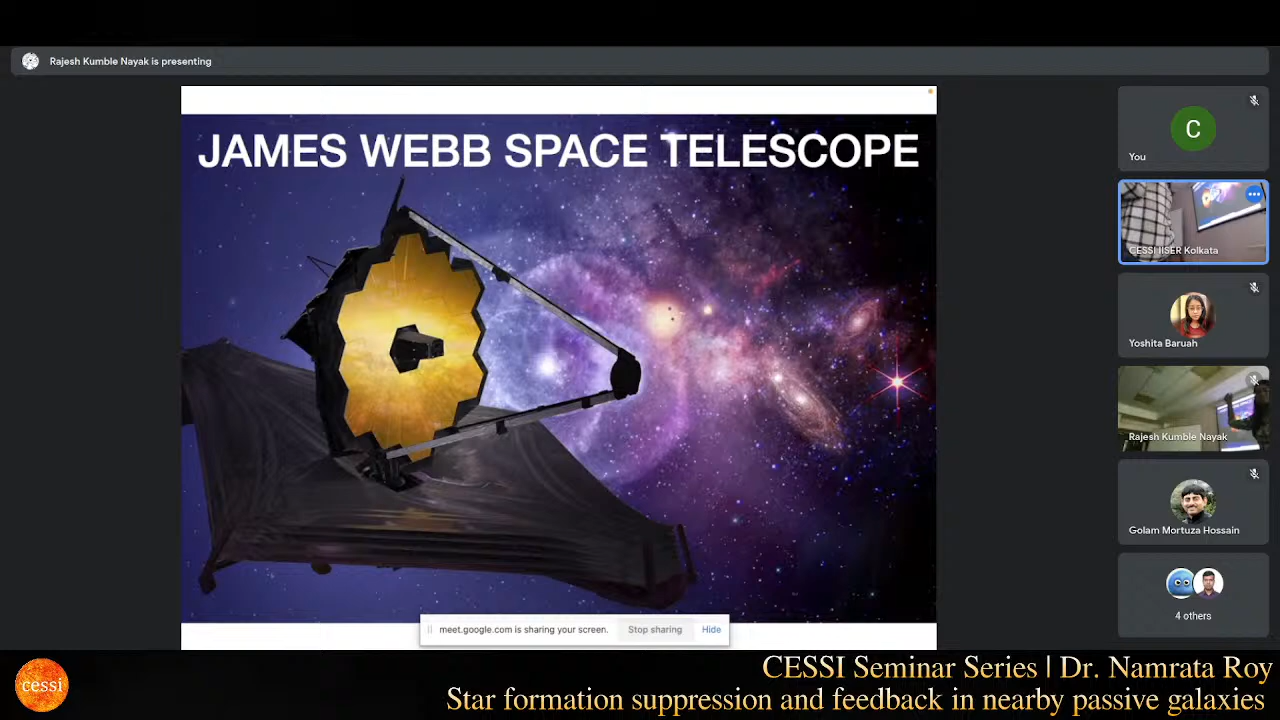 Rajesh Kumble Nayak is presenting
JAMES WEBB SPACE TELESCOPE
C
You
CESSI IISER Kolkata
Yoshita Baruah
Rajesh Kumble Nayak
Golam Mortuza Hossain
4 others
meet.google.com is sharing your screen. Stop sharing Hide
cessi
CESSI Seminar Series | Dr. Namrata Roy
Star formation suppression and feedback in nearby passive galaxies